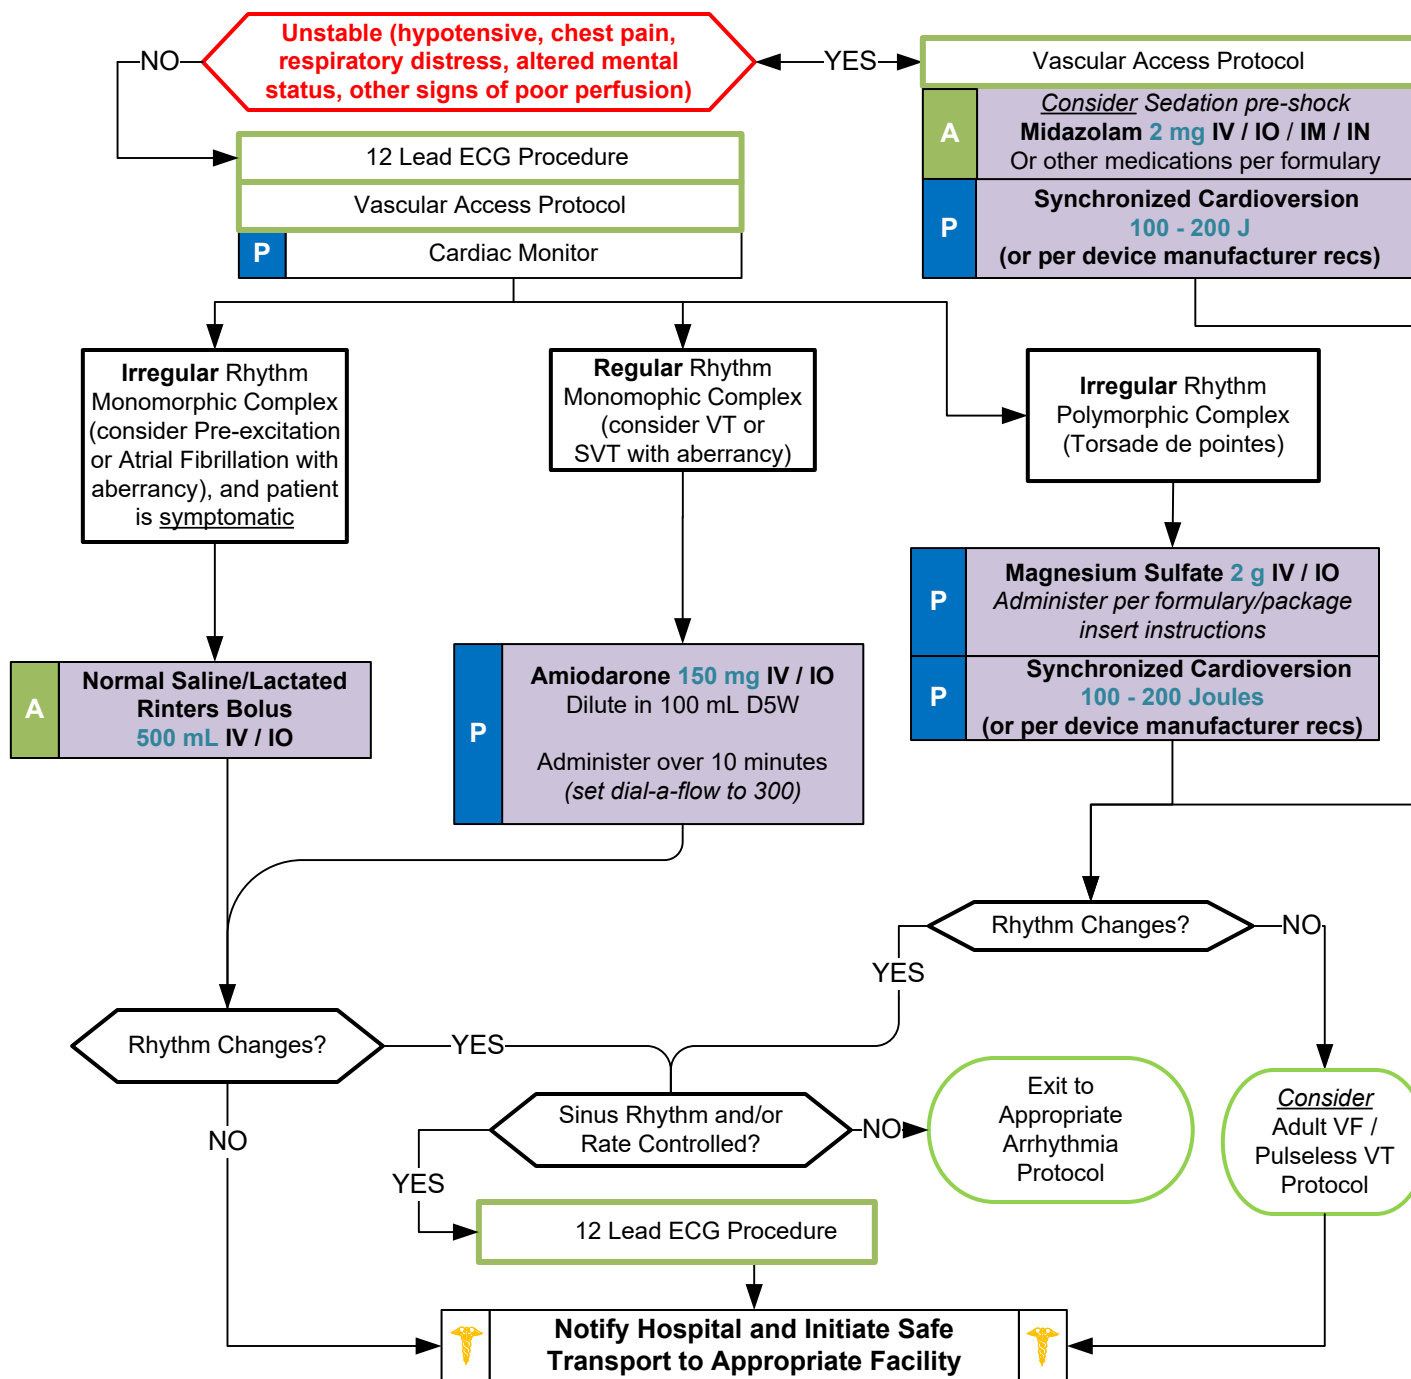 Unstable (hypotensive, chest pain,
respiratory distress, altered mental
status, other signs of poor perfusion)
NO
YES
Vascular Access Protocol
A
Consider Sedation pre-shock
Midazolam 2 mg IV / IO / IM / IN
Or other medications per formulary
P
Synchronized Cardioversion
100 - 200 J
(or per device manufacturer recs)
12 Lead ECG Procedure
Vascular Access Protocol
P
Cardiac Monitor
Irregular Rhythm
Monomorphic Complex
(consider Pre-excitation
or Atrial Fibrillation with
aberrancy), and patient
is symptomatic
Regular Rhythm
Monomophic Complex
(consider VT or
SVT with aberrancy)
Irregular Rhythm
Polymorphic Complex
(Torsade de pointes)
A
Normal Saline/Lactated
Rinters Bolus
500 mL IV / IO
P
Amiodarone 150 mg IV / IO
Dilute in 100 mL D5W
Administer over 10 minutes
(set dial-a-flow to 300)
P
Magnesium Sulfate 2 g IV / IO
Administer per formulary/package
insert instructions
P
Synchronized Cardioversion
100 - 200 Joules
(or per device manufacturer recs)
Rhythm Changes?
NO
YES
Rhythm Changes?
YES
NO
Sinus Rhythm and/or
Rate Controlled?
NO
YES
Exit to
Appropriate
Arrhythmia
Protocol
Consider
Adult VF /
Pulseless VT
Protocol
12 Lead ECG Procedure
Notify Hospital and Initiate Safe
Transport to Appropriate Facility